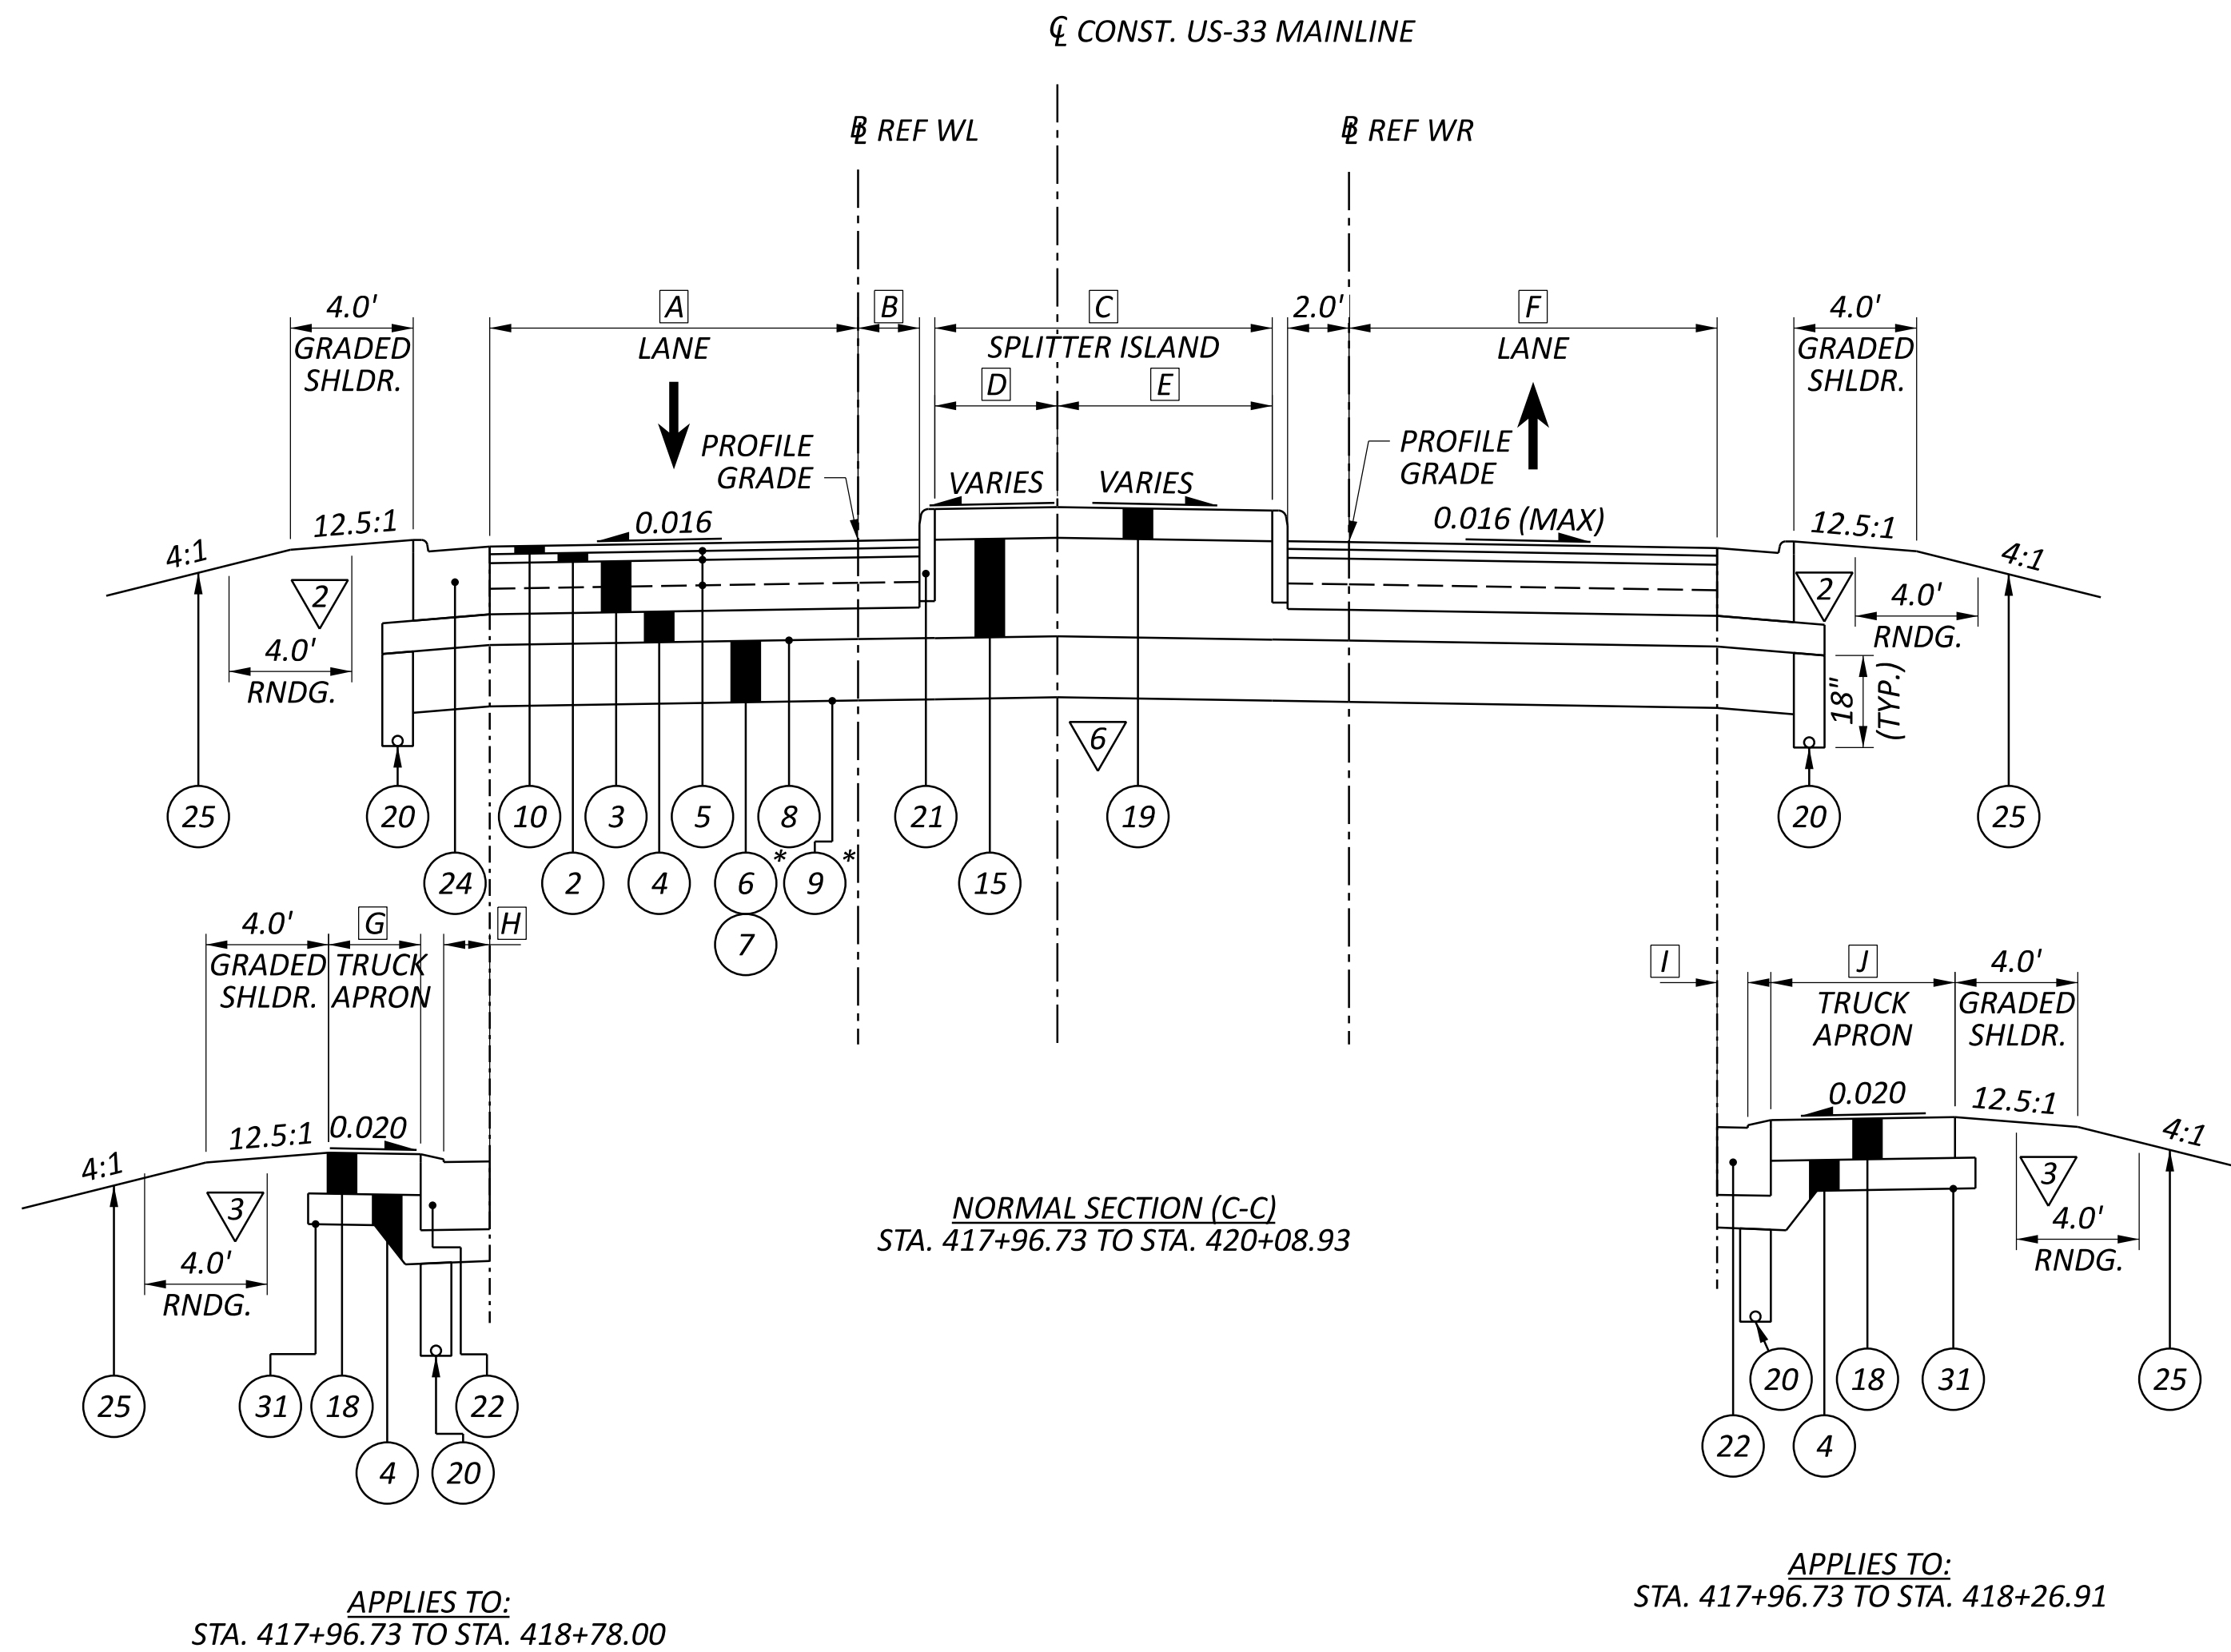 ℄ CONST. US-33 MAINLINE
BL REF WL
BL REF WR
4.0'
A
B
C
2.0'
F
4.0'
GRADED
SHLDR.
LANE
SPLITTER ISLAND
LANE
GRADED
SHLDR.
D
E
PROFILE
GRADE
PROFILE
GRADE
VARIES
VARIES
4:1
12.5:1
0.016
0.016 (MAX)
12.5:1
4:1
2
2
4.0'
RNDG.
4.0'
RNDG.
18"
(TYP.)
6
25
20
10
3
5
8
21
19
20
25
24
2
4
6
*
9
*
15
7
4.0'
G
H
GRADED
SHLDR.
TRUCK
APRON
I
J
4.0'
TRUCK
APRON
GRADED
SHLDR.
4:1
12.5:1
0.020
0.020
12.5:1
4:1
3
3
4.0'
RNDG.
4.0'
RNDG.
NORMAL SECTION (C-C)
STA. 417+96.73 TO STA. 420+08.93
25
31
18
22
4
20
20
18
31
25
22
4
APPLIES TO:
STA. 417+96.73 TO STA. 418+26.91
APPLIES TO:
STA. 417+96.73 TO STA. 418+78.00